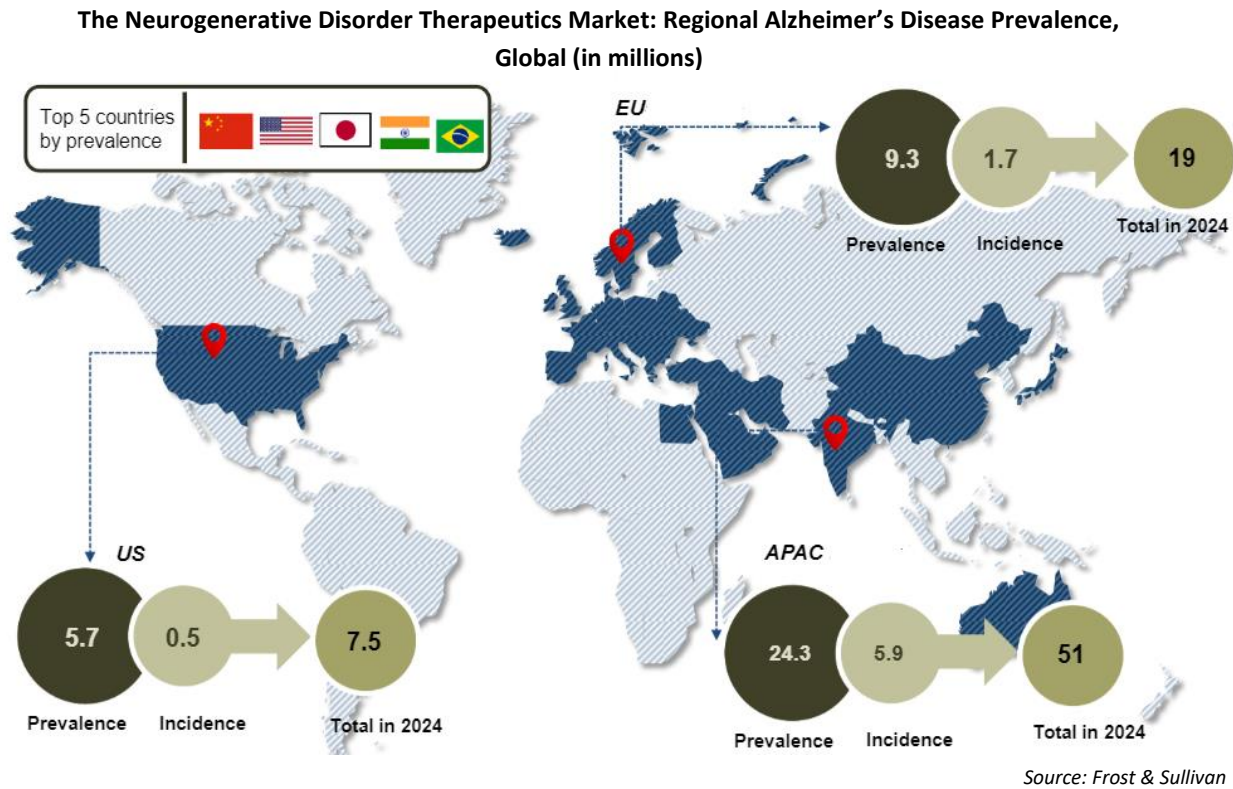 The Neurogenerative Disorder Therapeutics Market: Regional Alzheimer’s Disease Prevalence,
Global (in millions)
Top 5 countries
by prevalence
EU
9.3
1.7
19
Prevalence
Incidence
Total in 2024
US
5.7
0.5
7.5
Prevalence
Incidence
Total in 2024
APAC
24.3
5.9
51
Prevalence
Incidence
Total in 2024
Source: Frost & Sullivan